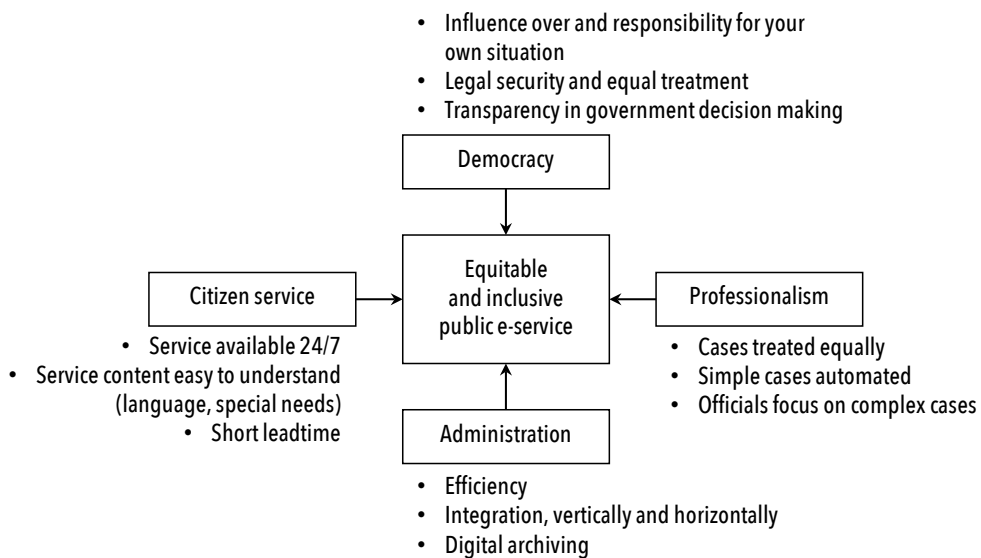 • Influence over and responsibility for your
own situation
• Legal security and equal treatment
• Transparency in government decision making
Democracy
Equitable
and inclusive
public e-service
Citizen service
• Service available 24/7
• Service content easy to understand
(language, special needs)
• Short leadtime
Professionalism
• Cases treated equally
• Simple cases automated
• Officials focus on complex cases
Administration
• Efficiency
• Integration, vertically and horizontally
• Digital archiving